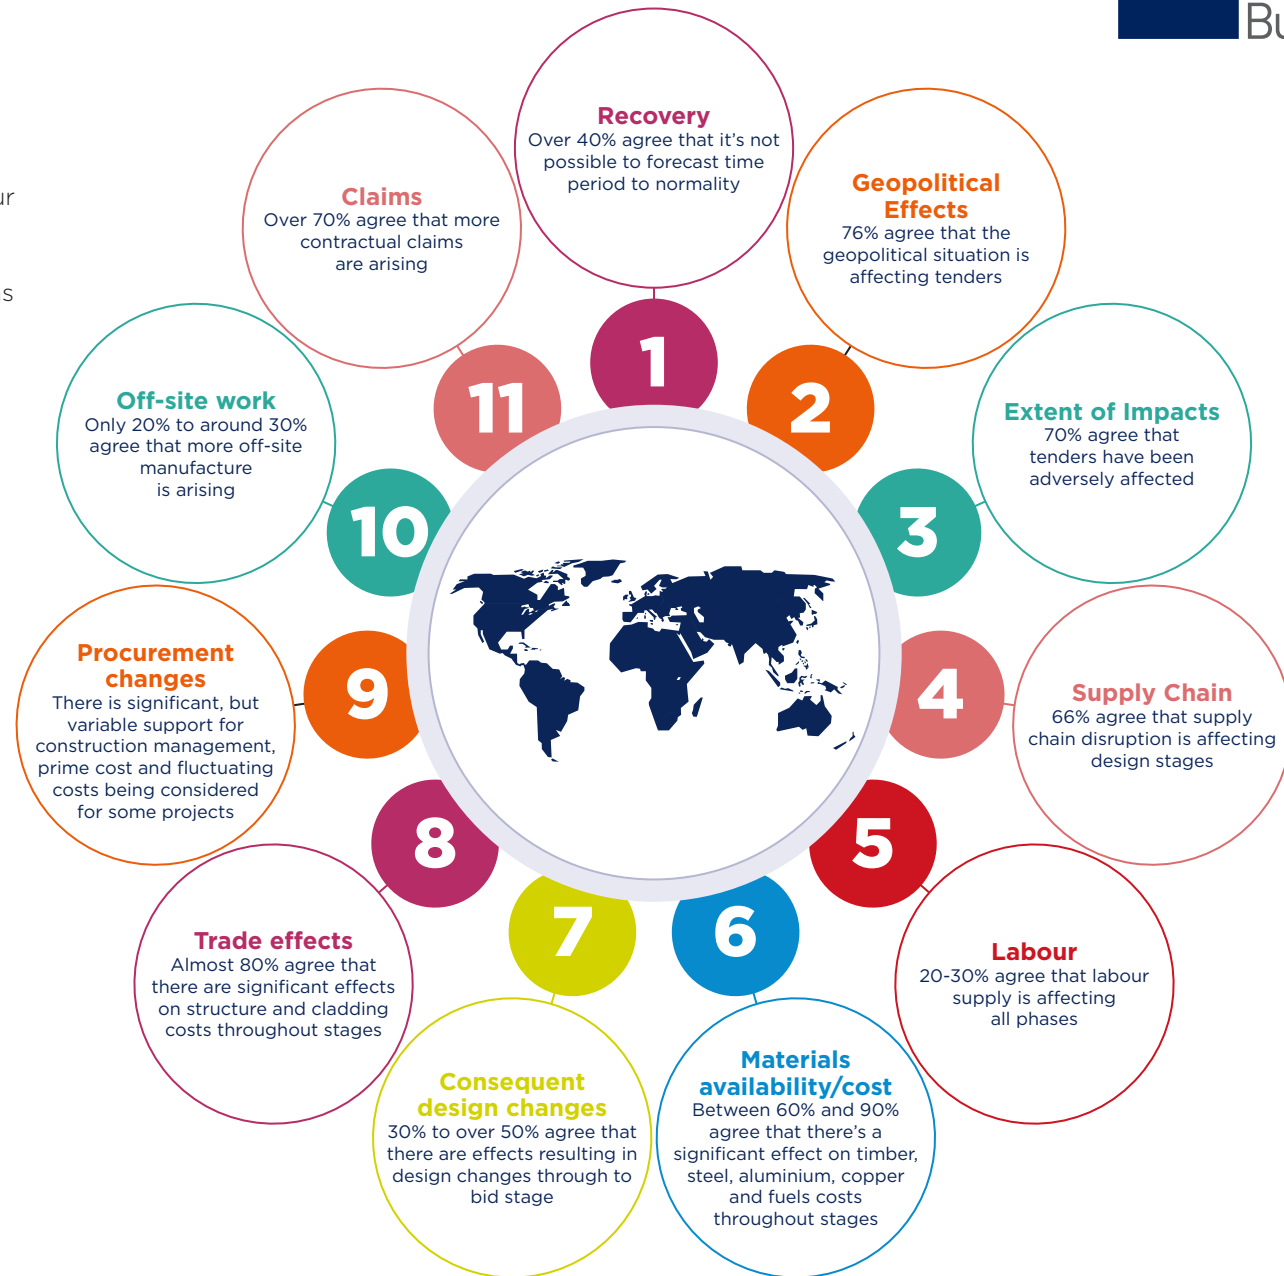 Recovery
Over 40% agree that it's not
possible to forecast time
period to normality
1
Geopolitical
Effects
76% agree that the
geopolitical situation is
affecting tenders
2
Extent of Impacts
70% agree that
tenders have been
adversely affected
3
Supply Chain
66% agree that supply
chain disruption is affecting
design stages
4
Labour
20-30% agree that labour
supply is affecting
all phases
5
Materials
availability/cost
Between 60% and 90%
agree that there's a
significant effect on timber,
steel, aluminium, copper
and fuels costs
throughout stages
6
Consequent
design changes
30% to over 50% agree that
there are effects resulting in
design changes through to
bid stage
7
Trade effects
Almost 80% agree that
there are significant effects
on structure and cladding
costs throughout stages
8
Procurement
changes
There is significant, but
variable support for
construction management,
prime cost and fluctuating
costs being considered
for some projects
9
Off-site work
Only 20% to around 30%
agree that more off-site
manufacture
is arising
10
Claims
Over 70% agree that more
contractual claims
are arising
11